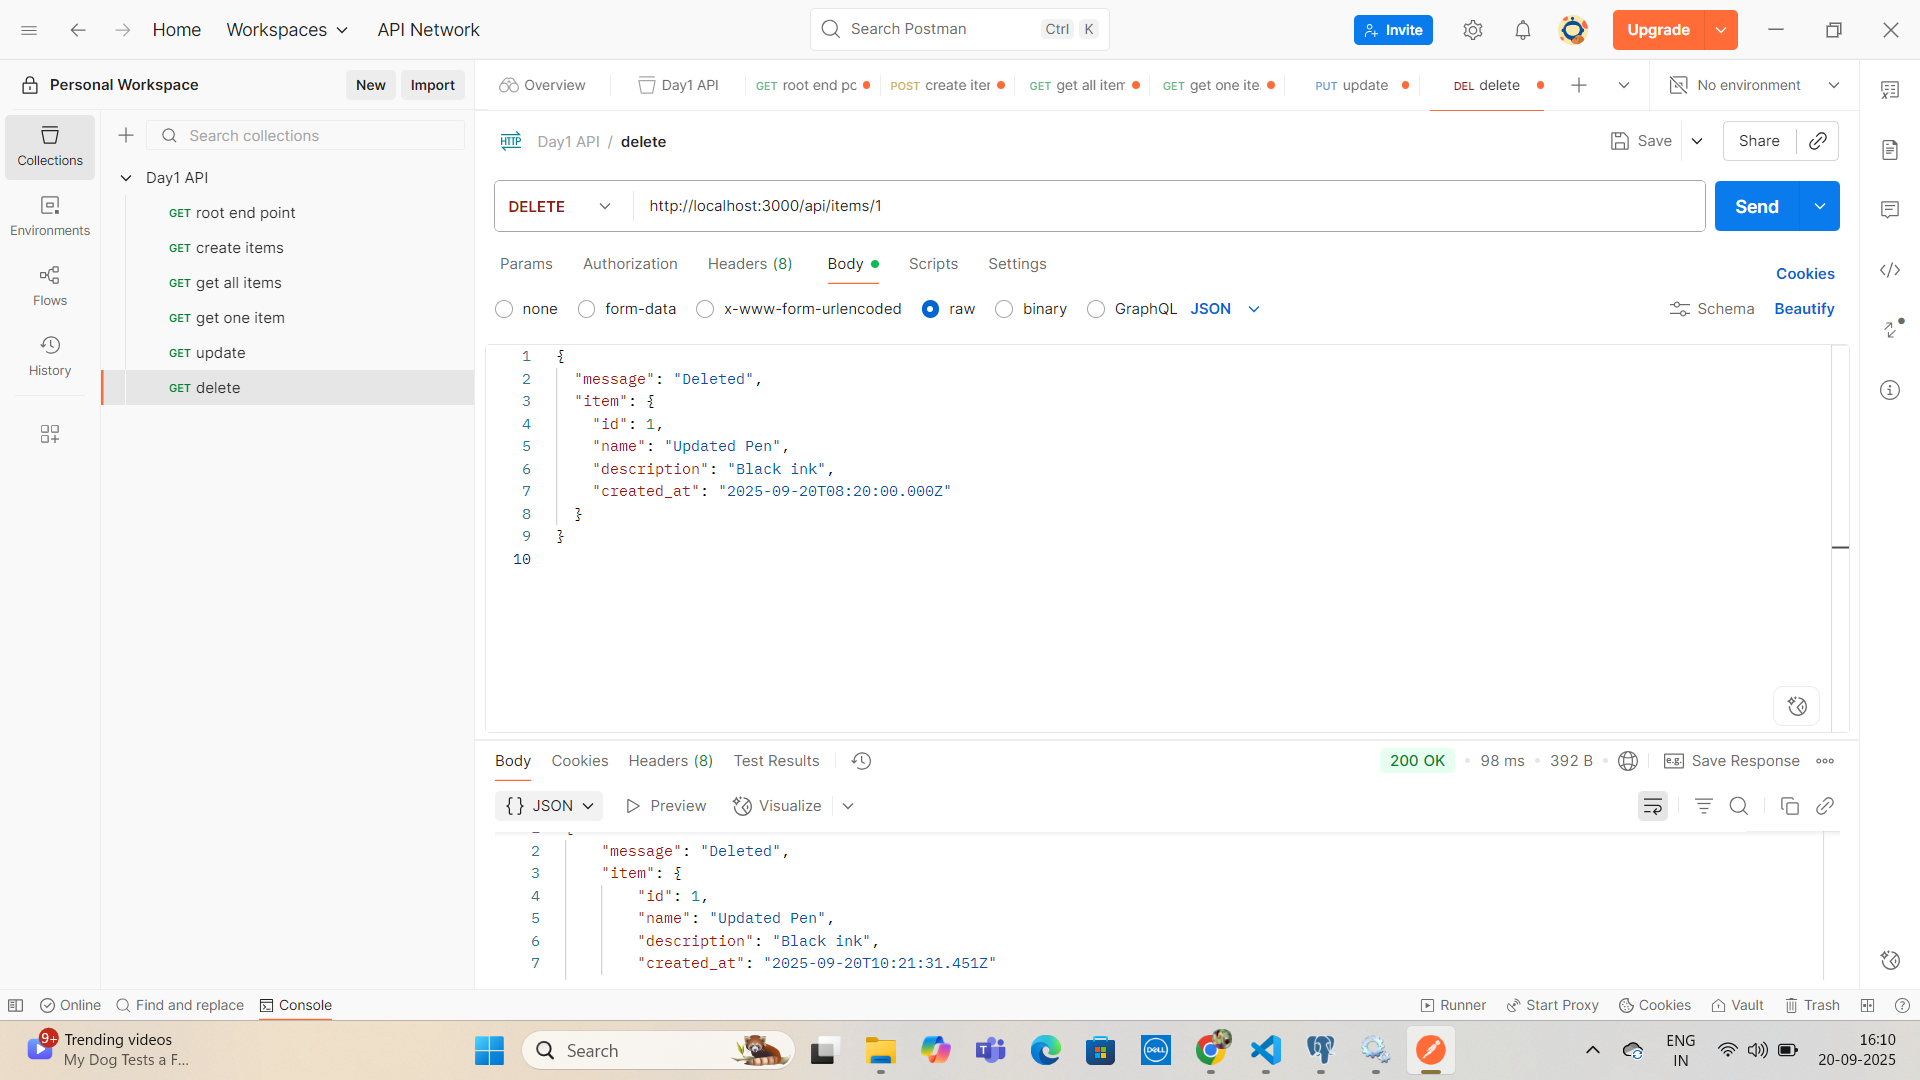 Home Workspaces API Network Search Postman Ctrl K Invite Upgrade
Personal Workspace New Import Overview Day1 API GET root end po POST create iter GET get all item GET get one ite PUT update DEL delete No environment
Collections
Environments
Flows
History
Search collections
Day1 API
GET root end point
GET create items
GET get all items
GET get one item
GET update
GET delete
HTTP Day1 API / delete Save Share
DELETE http://localhost:3000/api/items/1 Send
Params Authorization Headers (8) Body Scripts Settings Cookies
none form-data x-www-form-urlencoded raw binary GraphQL JSON Schema Beautify
1 {
2 "message": "Deleted",
3 "item": {
4 "id": 1,
5 "name": "Updated Pen",
6 "description": "Black ink",
7 "created_at": "2025-09-20T08:20:00.000Z"
8 }
9 }
10
Body Cookies Headers (8) Test Results 200 OK • 98 ms • 392 B • e.g. Save Response
{} JSON Preview Visualize
2 "message": "Deleted",
3 "item": {
4 "id": 1,
5 "name": "Updated Pen",
6 "description": "Black ink",
7 "created_at": "2025-09-20T10:21:31.451Z"
Online Find and replace Console Runner Start Proxy Cookies Vault Trash
9+ Trending videos
My Dog Tests a F...
Search
DELL
ENG
IN
16:10
20-09-2025